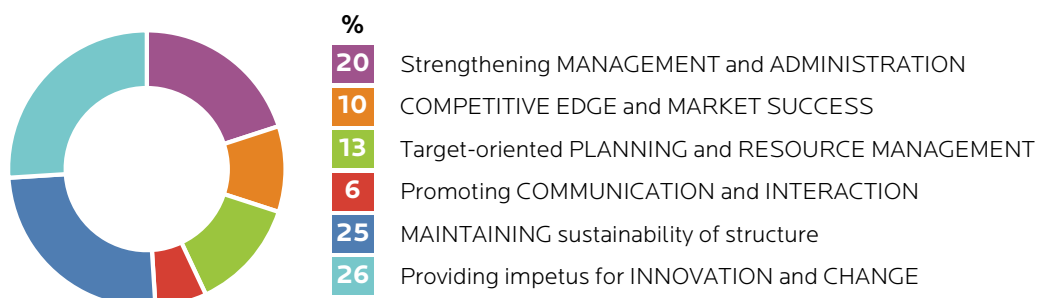 %
20 Strengthening MANAGEMENT and ADMINISTRATION
10 COMPETITIVE EDGE and MARKET SUCCESS
13 Target-oriented PLANNING and RESOURCE MANAGEMENT
6 Promoting COMMUNICATION and INTERACTION
25 MAINTAINING sustainability of structure
26 Providing impetus for INNOVATION and CHANGE